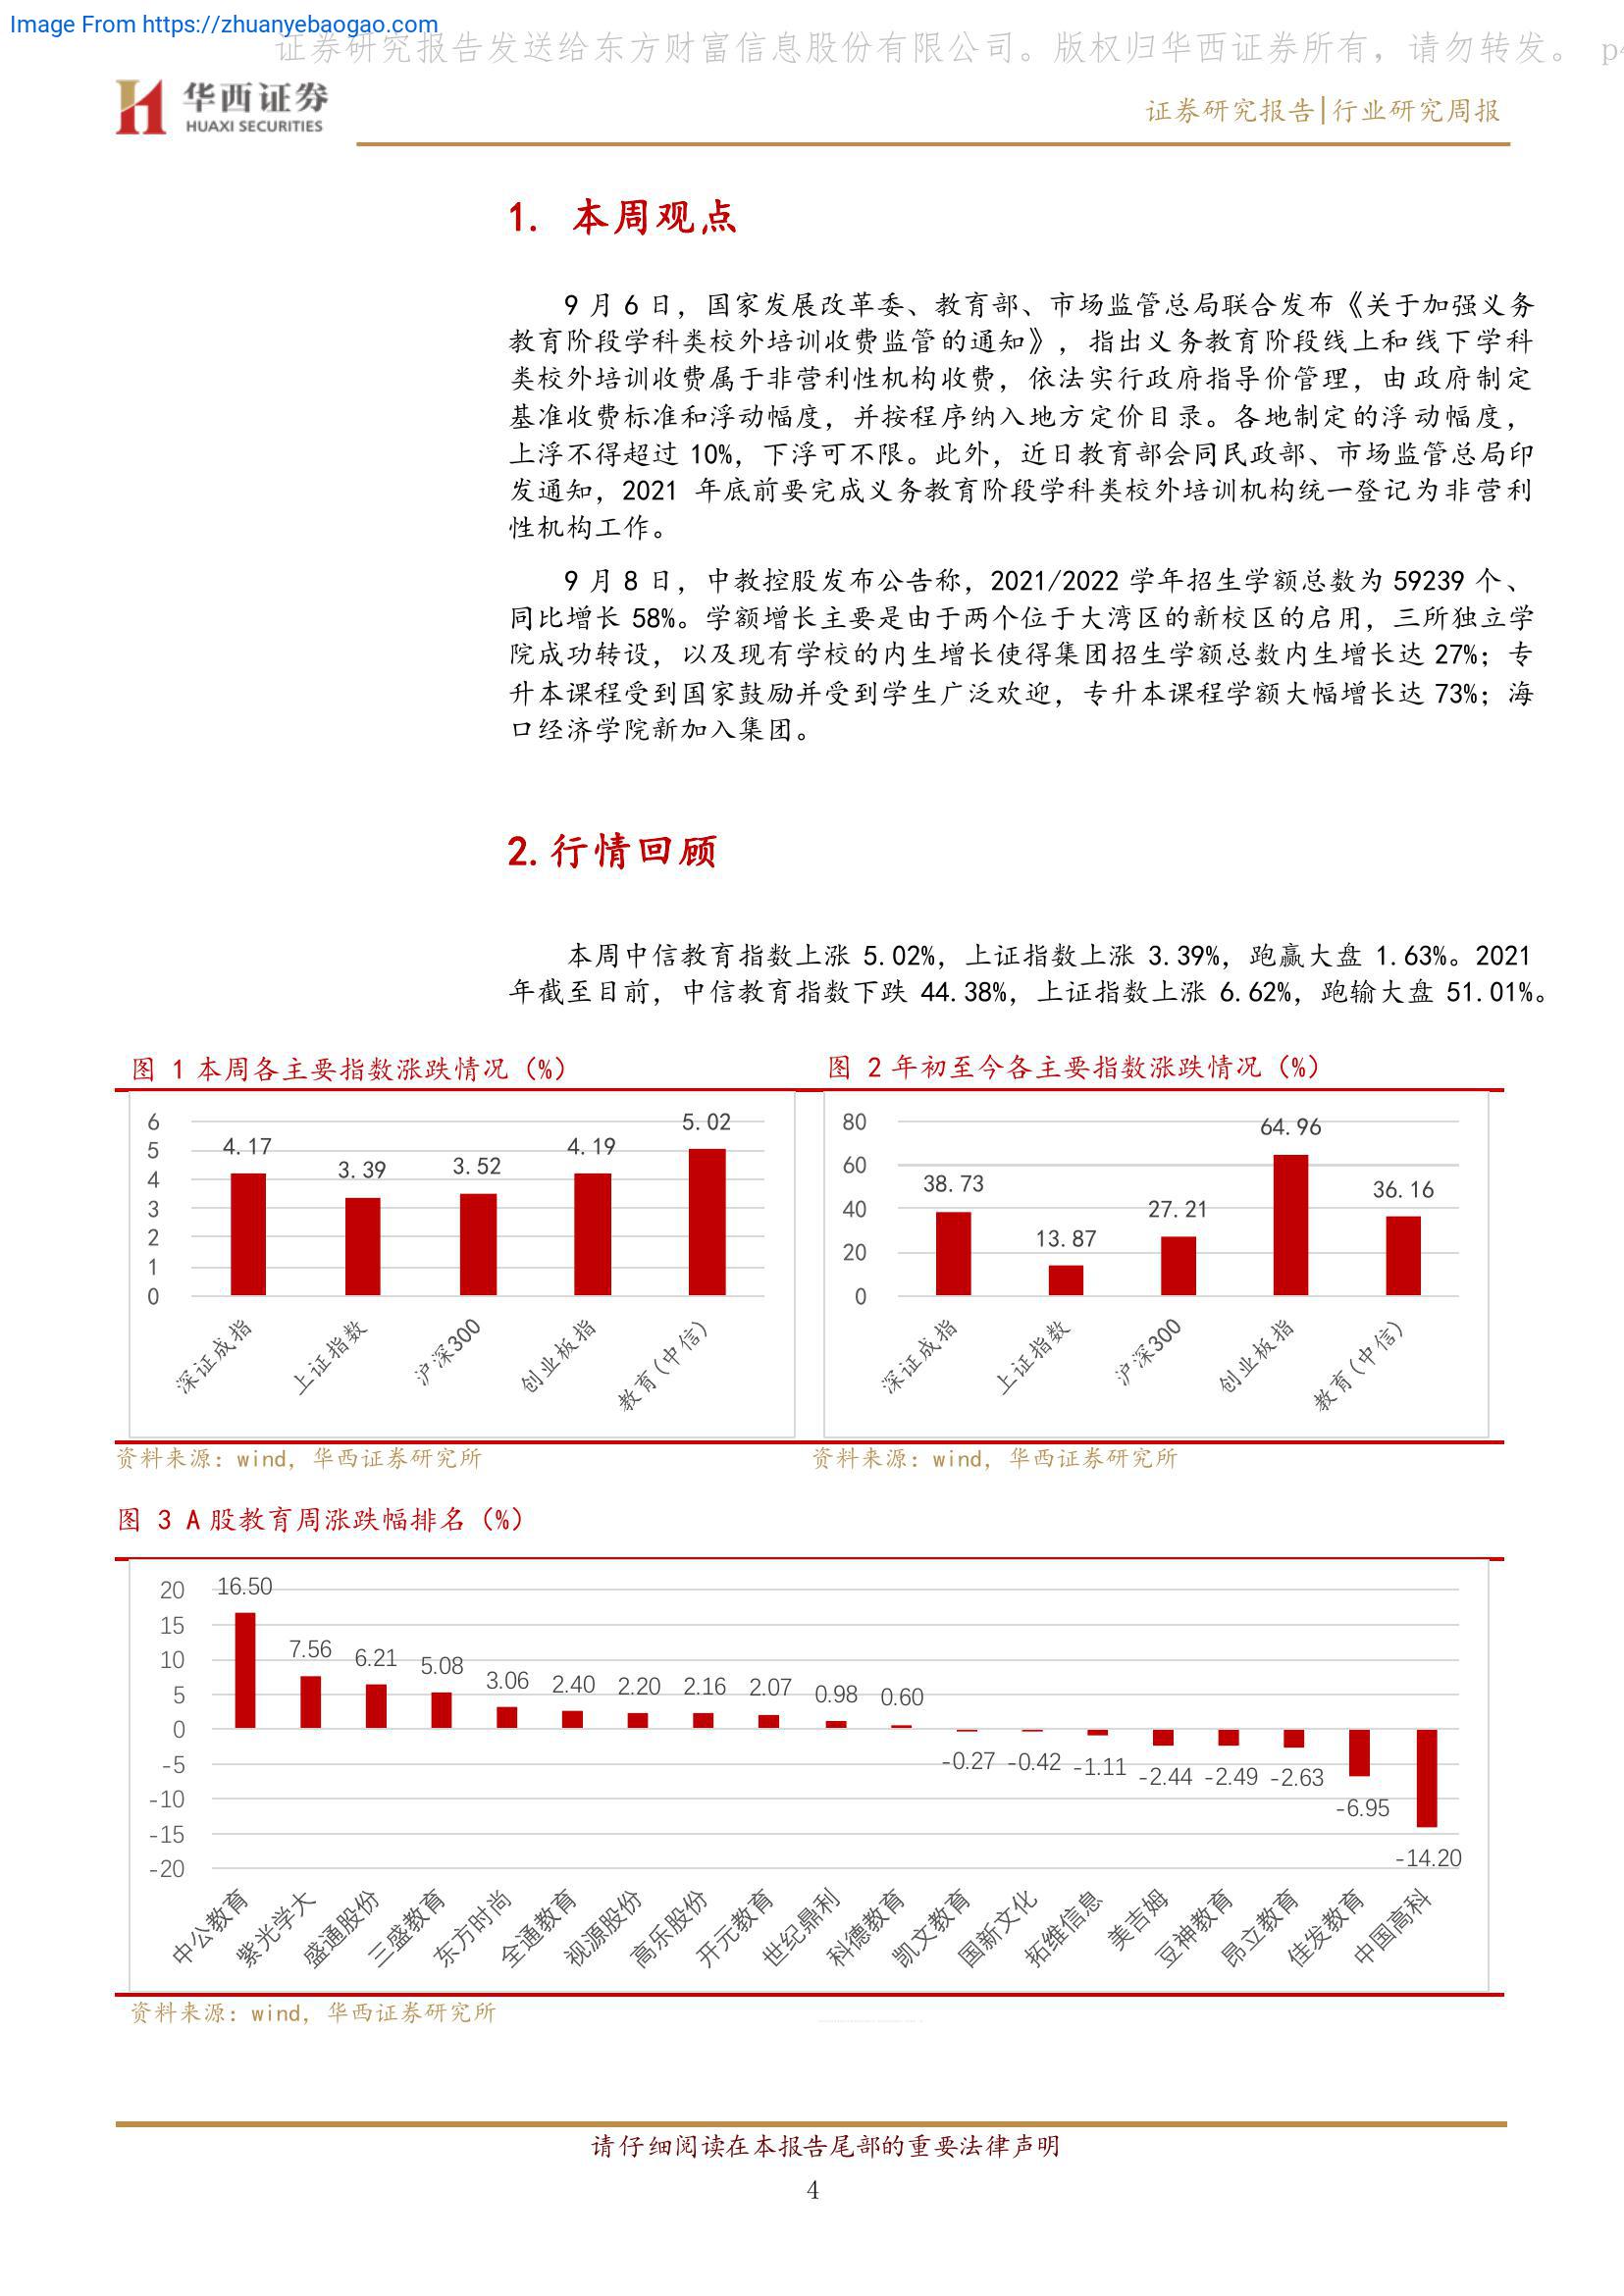 Image From https://zhuanyebaogao.com
证券研究报告发送给东方财富信息股份有限公司。版权归华西证券所有，请勿转发。 p4
华西证券
HUAXI SECURITIES
证券研究报告|行业研究周报
1. 本周观点
9 月 6 日，国家发展改革委、教育部、市场监管总局联合发布《关于加强义务
教育阶段学科类校外培训收费监管的通知》，指出义务教育阶段线上和线下学科
类校外培训收费属于非营利性机构收费，依法实行政府指导价管理，由政府制定
基准收费标准和浮动幅度，并按程序纳入地方定价目录。各地制定的浮动幅度，
上浮不得超过 10%，下浮可不限。此外，近日教育部会同民政部、市场监管总局印
发通知，2021 年底前要完成义务教育阶段学科类校外培训机构统一登记为非营利
性机构工作。
9 月 8 日，中教控股发布公告称，2021/2022 学年招生学额总数为 59239 个、
同比增长 58%。学额增长主要是由于两个位于大湾区的新校区的启用，三所独立学
院成功转设，以及现有学校的内生增长使得集团招生学额总数内生增长达 27%；专
升本课程受到国家鼓励并受到学生广泛欢迎，专升本课程学额大幅增长达 73%；海
口经济学院新加入集团。
2.行情回顾
本周中信教育指数上涨 5.02%，上证指数上涨 3.39%，跑赢大盘 1.63%。2021
年截至目前，中信教育指数下跌 44.38%，上证指数上涨 6.62%，跑输大盘 51.01%。
图 1 本周各主要指数涨跌情况（%）
6
5
4
3
2
1
0
4.17
3.39
3.52
4.19
5.02
深证成指
上证指数
沪深300
创业板指
教育(中信)
资料来源：wind，华西证券研究所
图 2 年初至今各主要指数涨跌情况（%）
80
60
40
20
0
38.73
13.87
27.21
64.96
36.16
深证成指
上证指数
沪深300
创业板指
教育(中信)
资料来源：wind，华西证券研究所
图 3 A 股教育周涨跌幅排名（%）
20
15
10
5
0
-5
-10
-15
-20
16.50
7.56
6.21
5.08
3.06
2.40
2.20
2.16
2.07
0.98
0.60
-0.27
-0.42
-1.11
-2.44
-2.49
-2.63
-6.95
-14.20
中公教育
紫光学大
盛通股份
三盛教育
东方时尚
全通教育
视源股份
高乐股份
开元教育
世纪鼎利
科德教育
凯文教育
国新文化
拓维信息
美吉姆
豆神教育
昂立教育
佳发教育
中国高科
资料来源：wind，华西证券研究所
请仔细阅读在本报告尾部的重要法律声明
4